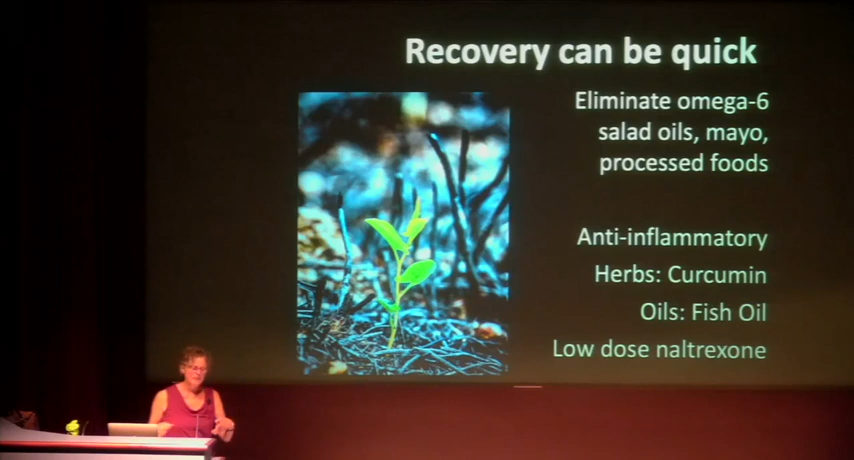 Recovery can be quick
Eliminate omega-6
salad oils, mayo,
processed foods
Anti-inflammatory
Herbs: Curcumin
Oils: Fish Oil
Low dose naltrexone